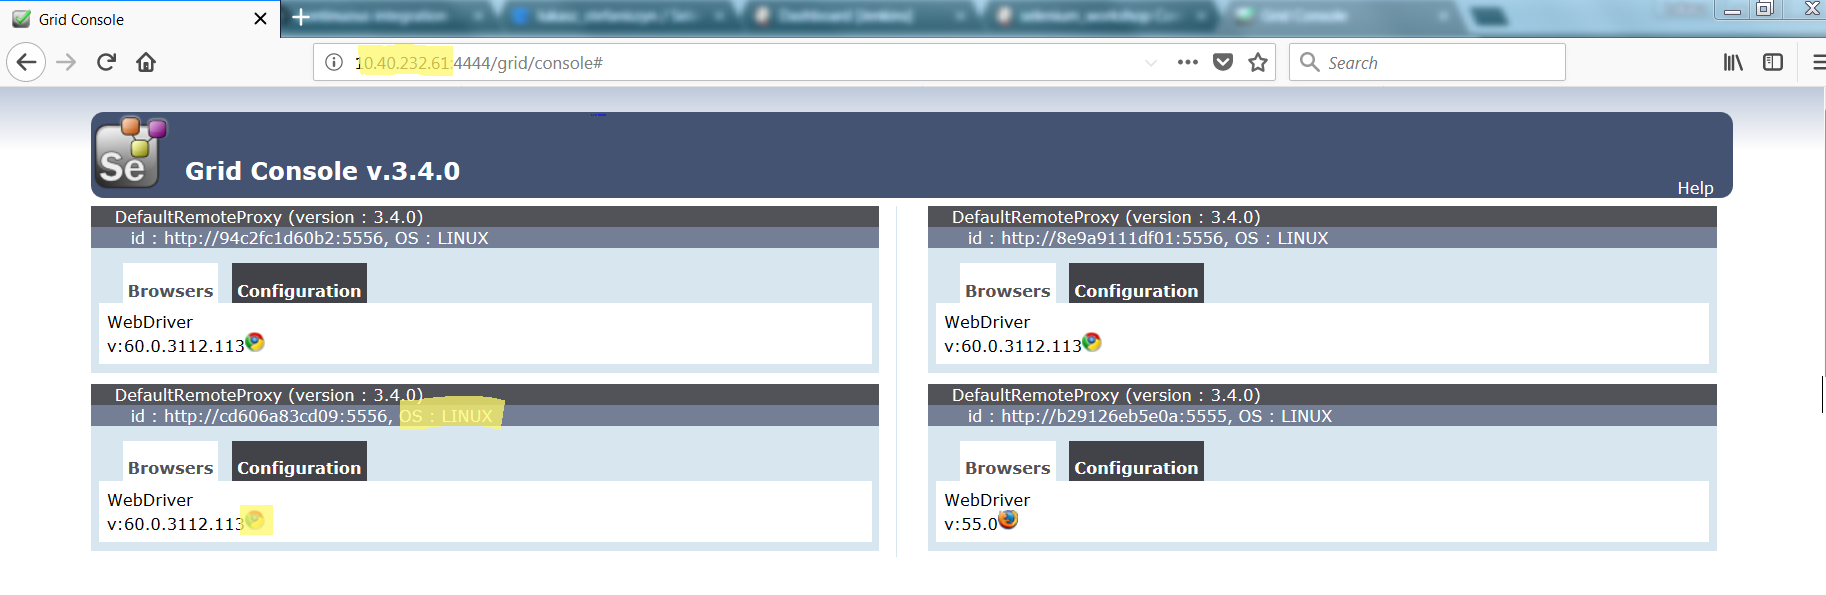 Grid Console
10.40.232.61:4444/grid/console#
Search
Se
Grid Console v.3.4.0
Help
DefaultRemoteProxy (version : 3.4.0)
id : http://94c2fc1d60b2:5556, OS : LINUX
Browsers
Configuration
WebDriver
v:60.0.3112.113
DefaultRemoteProxy (version : 3.4.0)
id : http://8e9a9111df01:5556, OS : LINUX
Browsers
Configuration
WebDriver
v:60.0.3112.113
DefaultRemoteProxy (version : 3.4.0)
id : http://cd606a83cd09:5556, OS : LINUX
Browsers
Configuration
WebDriver
v:60.0.3112.113
DefaultRemoteProxy (version : 3.4.0)
id : http://b29126eb5e0a:5555, OS : LINUX
Browsers
Configuration
WebDriver
v:55.0